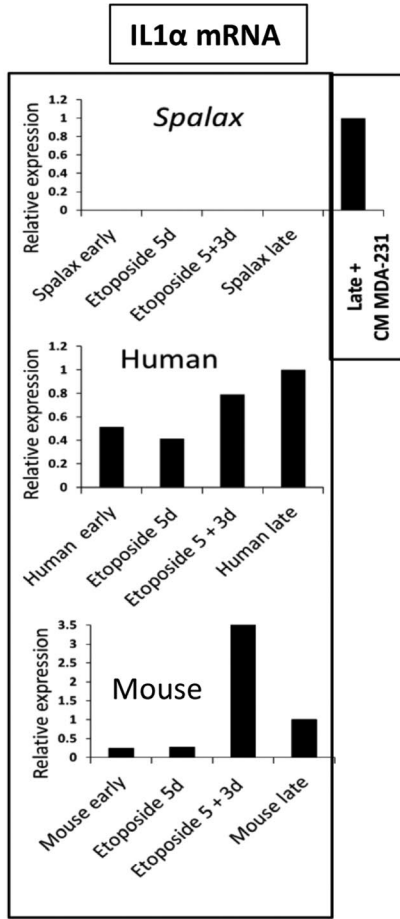 IL1α mRNA
Spalax
Relative expression
1.2
1
0.8
0.6
0.4
0.2
0
Spalax early
Etoposide 5d
Etoposide 5+3d
Spalax late
Late +
CM MDA-231
Human
Relative expression
1.2
1
0.8
0.6
0.4
0.2
0
Human early
Etoposide 5d
Etoposide 5 + 3d
Human late
Mouse
Relative expression
3.5
3
2.5
2
1.5
1
0.5
0
Mouse early
Etoposide 5d
Etoposide 5 + 3d
Mouse late